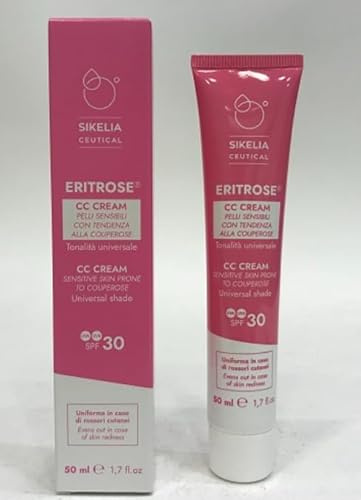 SIKELIA
CEUTICAL
ERITROSE®
CC CREAM
PELLI SENSIBILI
CON TENDENZA
ALLA COUPEROSE
Tonalità universale
CC CREAM
SENSITIVE SKIN PRONE
TO COUPEROSE
Universal shade
SPF 30
Uniforma in caso
di rossori cutanei
Evens out in case
of skin redness
50 ml ℮ 1,7 fl.oz
SIKELIA
CEUTICAL
ERITROSE®
CC CREAM
PELLI SENSIBILI
CON TENDENZA
ALLA COUPEROSE
Tonalità universale
CC CREAM
SENSITIVE SKIN PRONE
TO COUPEROSE
Universal shade
SPF 30
Uniforma in caso
di rossori cutanei
Evens out in case
of skin redness
50 ml ℮ 1,7 fl.oz